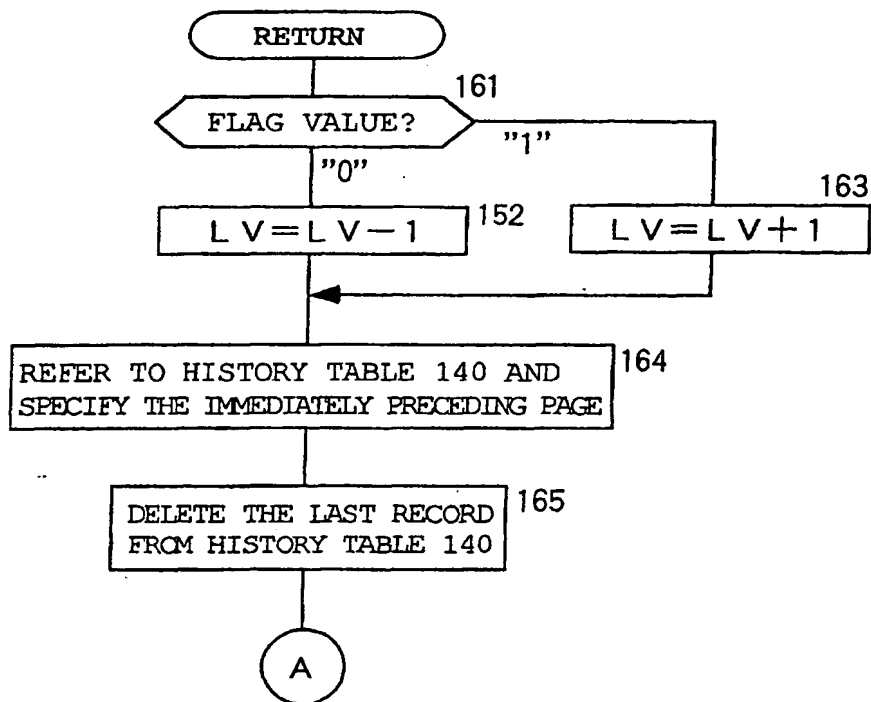 RETURN
161
FLAG VALUE?
"1"
"0"
163
152
LV=LV-1
LV=LV+1
164
REFER TO HISTORY TABLE 140 AND
SPECIFY THE IMMEDIATELY PRECEDING PAGE
165
DELETE THE LAST RECORD
FROM HISTORY TABLE 140
A